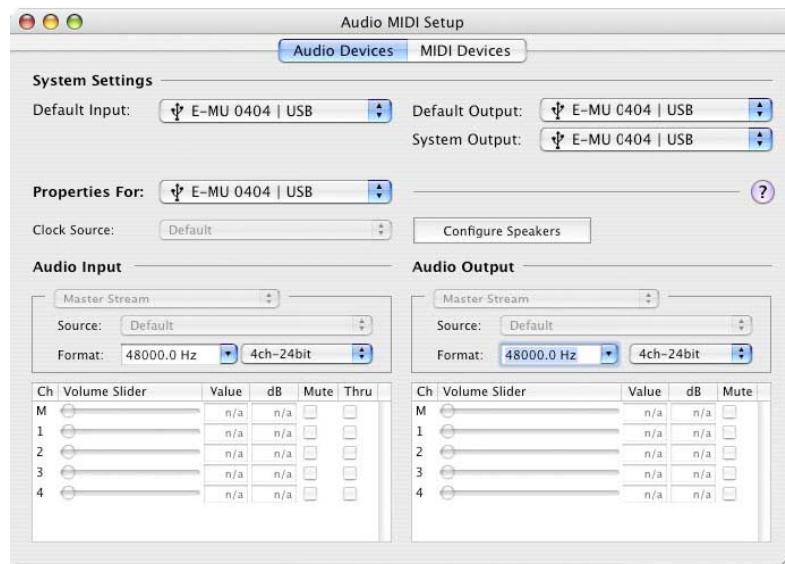 Audio MIDI Setup
Audio Devices MIDI Devices
System Settings
Default Input: E-MU 0404 | USB
Default Output: E-MU 0404 | USB
System Output: E-MU 0404 | USB
Properties For: E-MU 0404 | USB ?
Clock Source: Default
Configure Speakers
Audio Input
Master Stream
Source: Default
Format: 48000.0 Hz 4ch-24bit
Ch Volume Slider Value dB Mute Thru
M n/a n/a
1 n/a n/a
2 n/a n/a
3 n/a n/a
4 n/a n/a
Audio Output
Master Stream
Source: Default
Format: 48000.0 Hz 4ch-24bit
Ch Volume Slider Value dB Mute
M n/a n/a
1 n/a n/a
2 n/a n/a
3 n/a n/a
4 n/a n/a